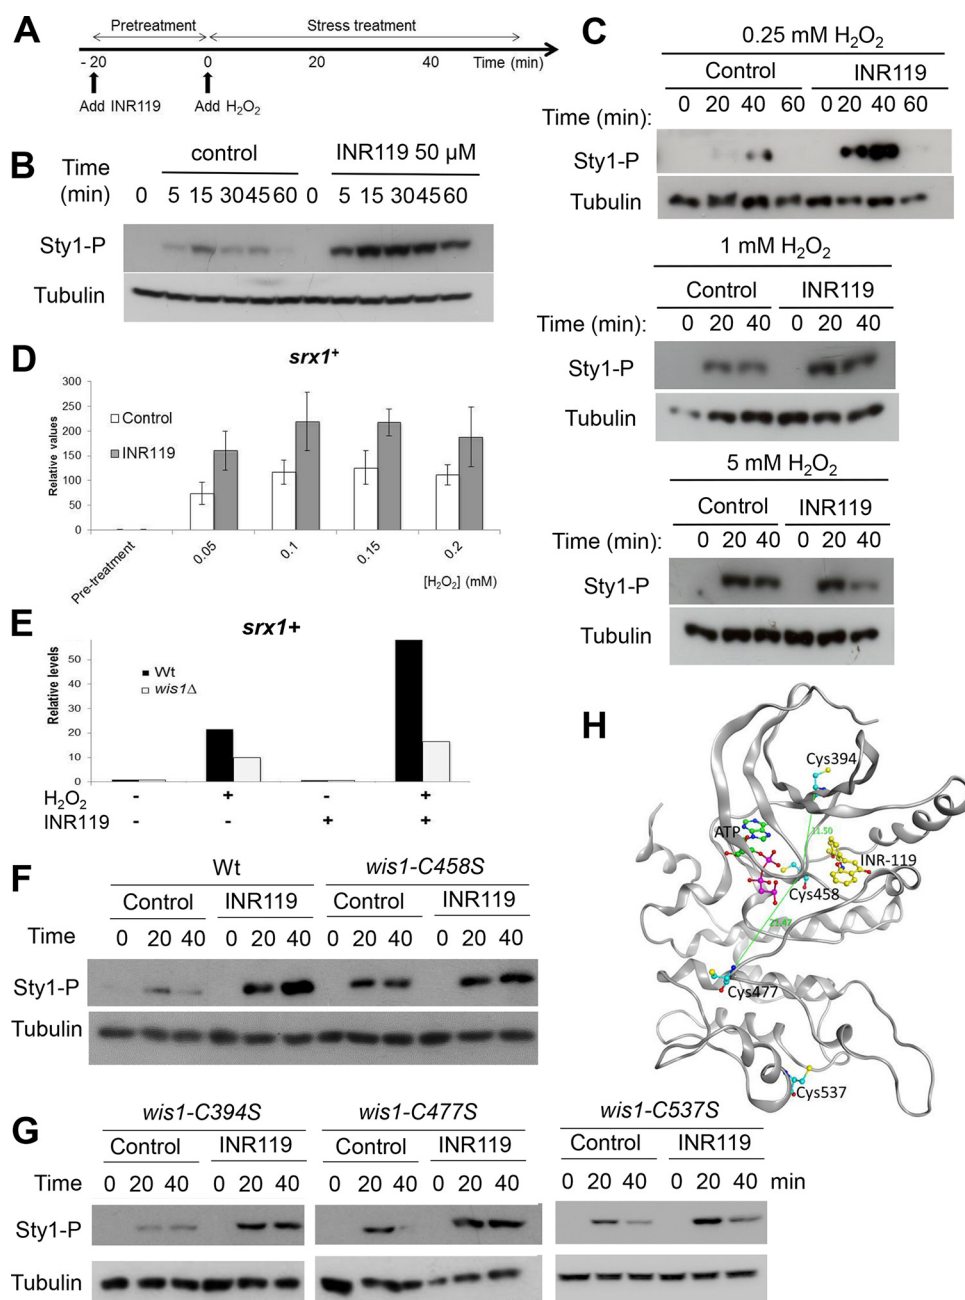 A
Pretreatment Stress treatment
- 20 0 20 40 Time (min)
Add INR119 Add H₂O₂
B
Time (min)
control INR119 50 µM
0 5 15 30 45 60 0 5 15 30 45 60
Sty1-P
Tubulin
C
0.25 mM H₂O₂
Control INR119
Time (min): 0 20 40 60 0 20 40 60
Sty1-P
Tubulin
1 mM H₂O₂
Control INR119
Time (min): 0 20 40 0 20 40
Sty1-P
Tubulin
5 mM H₂O₂
Control INR119
Time (min): 0 20 40 0 20 40
Sty1-P
Tubulin
D
srx1⁺
Relative values
300
250
200
150
100
50
0
Control
INR119
Pre-treatment 0.05 0.1 0.15 0.2
[H₂O₂] (mM)
E
srx1+
Relative levels
50
40
30
20
10
0
Wt
wis1Δ
H₂O₂ - + - +
INR119 - - + +
F
Wt wis1-C458S
Control INR119 Control INR119
Time 0 20 40 0 20 40 0 20 40 0 20 40
Sty1-P
Tubulin
G
wis1-C394S wis1-C477S wis1-C537S
Control INR119 Control INR119 Control INR119
Time 0 20 40 0 20 40 0 20 40 0 20 40 0 20 40 0 20 40 min
Sty1-P
Tubulin
H
Cys394
ATP
11.50
INR-119
Cys458
23.47
Cys477
Cys537